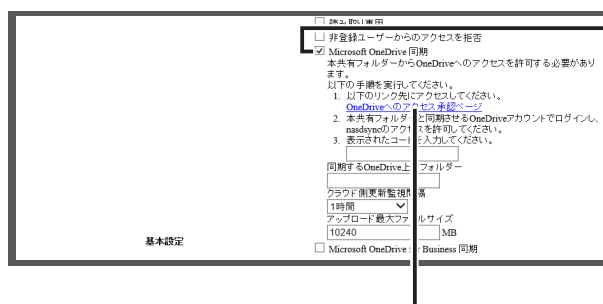 読み取り専用
非登録ユーザーからのアクセスを拒否
Microsoft OneDrive 同期
本共有フォルダーからOneDriveへのアクセスを許可する必要があり
ます。
以下の手順を実行してください。
1. 以下のリンク先にアクセスしてください。
OneDriveへのアクセス承認ページ
2. 本共有フォルダーと同期させるOneDriveアカウントでログインし、
nasdsyncのアクセスを許可してください。
3. 表示されたコードを入力してください。
同期するOneDrive上のフォルダー
クラウド側更新監視間隔
1時間
アップロード最大ファイルサイズ
10240 MB
基本設定
Microsoft OneDrive for Business 同期